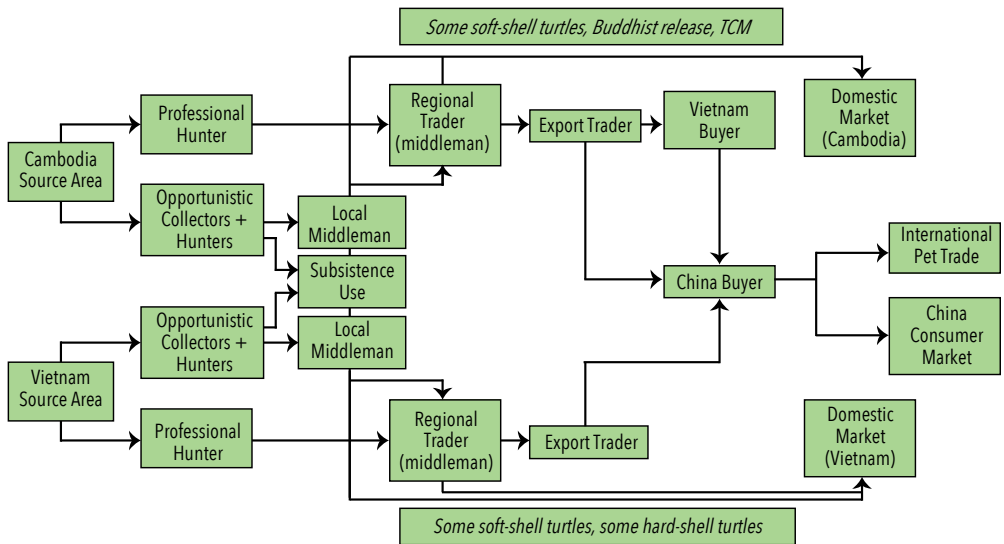 Some soft-shell turtles, Buddhist release, TCM
Professional
Hunter
Regional
Trader
(middleman)
Export Trader
Vietnam
Buyer
Domestic
Market
(Cambodia)
Cambodia
Source Area
Opportunistic
Collectors +
Hunters
Local
Middleman
Subsistence
Use
China Buyer
International
Pet Trade
Opportunistic
Collectors +
Hunters
Local
Middleman
China
Consumer
Market
Vietnam
Source Area
Professional
Hunter
Regional
Trader
(middleman)
Export Trader
Domestic
Market
(Vietnam)
Some soft-shell turtles, some hard-shell turtles